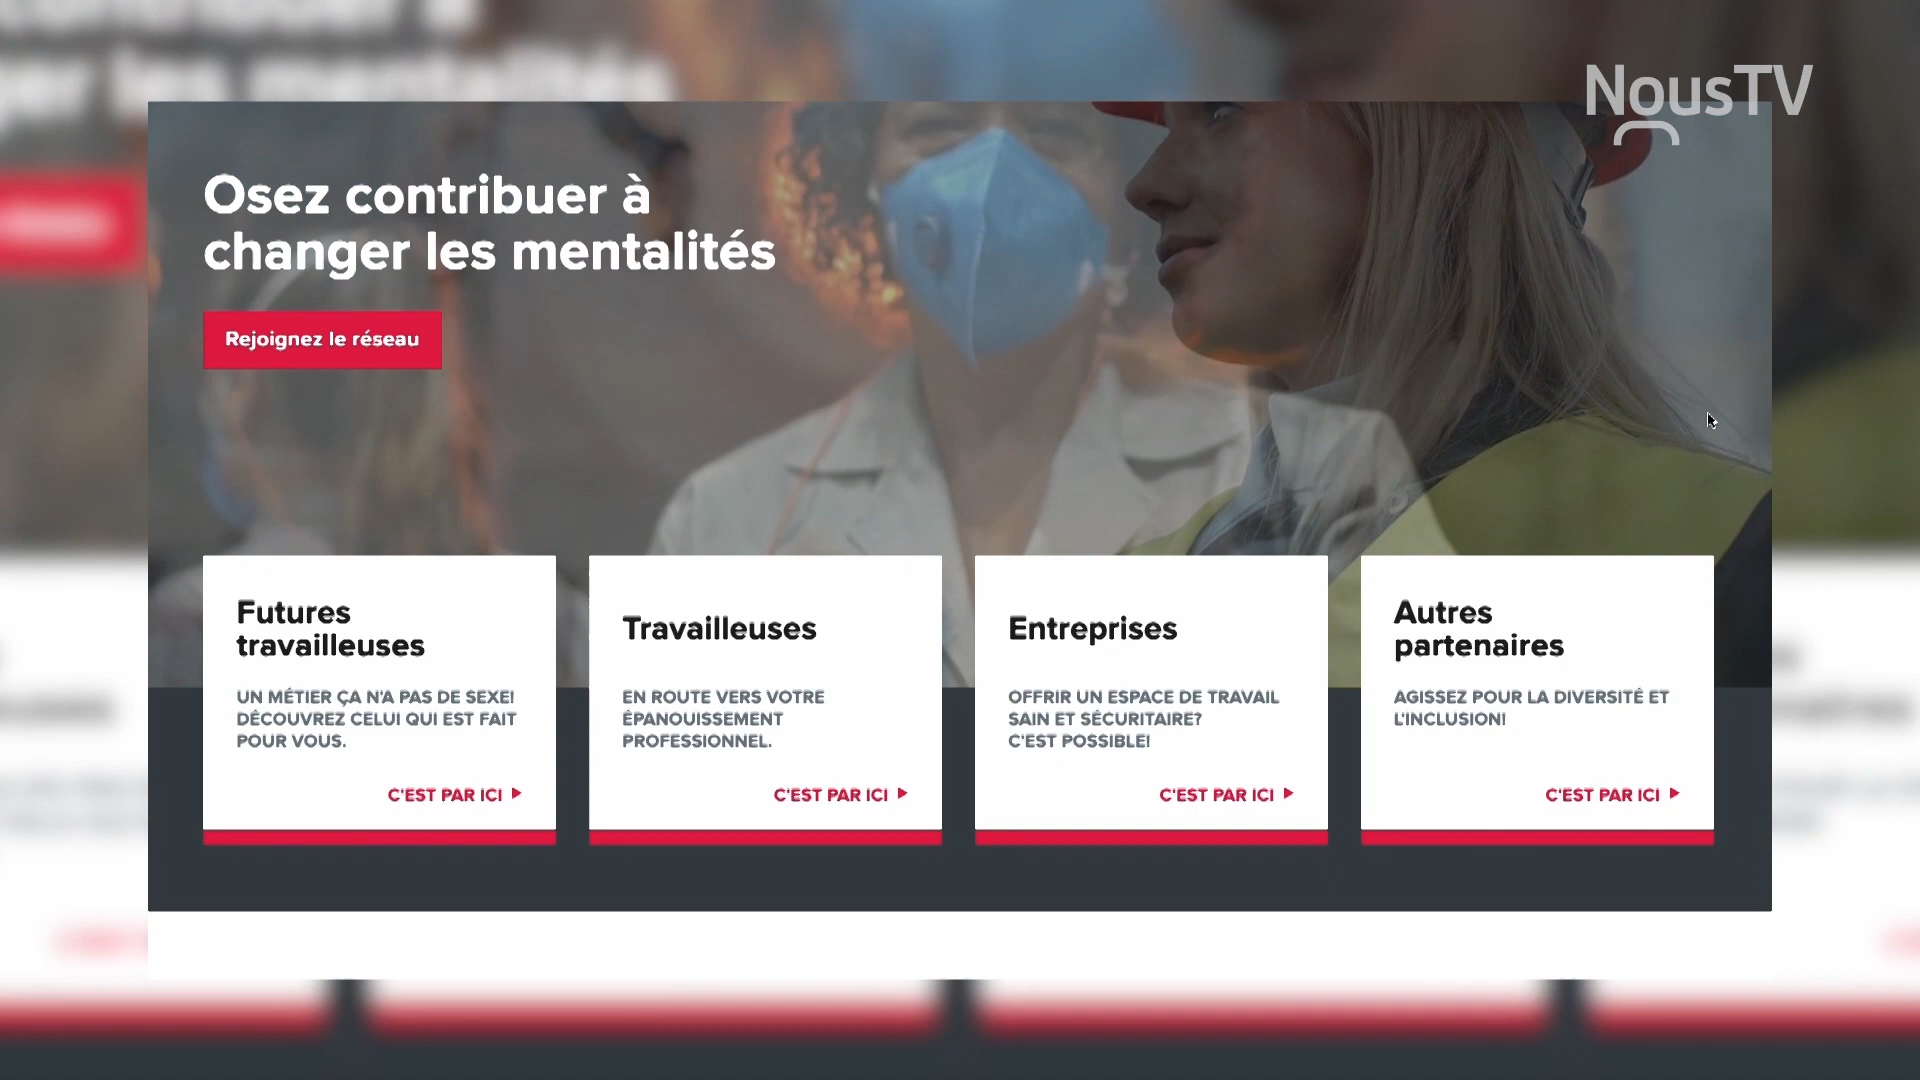 NousTV
Osez contribuer à
changer les mentalités
Rejoignez le réseau
Futures
travailleuses
UN MÉTIER ÇA N'A PAS DE SEXE!
DÉCOUVREZ CELUI QUI EST FAIT
POUR VOUS.
C'EST PAR ICI
Travailleuses
EN ROUTE VERS VOTRE
ÉPANOUISSEMENT
PROFESSIONNEL.
C'EST PAR ICI
Entreprises
OFFRIR UN ESPACE DE TRAVAIL
SAIN ET SÉCURITAIRE?
C'EST POSSIBLE!
C'EST PAR ICI
Autres
partenaires
AGISSEZ POUR LA DIVERSITÉ ET
L'INCLUSION!
C'EST PAR ICI